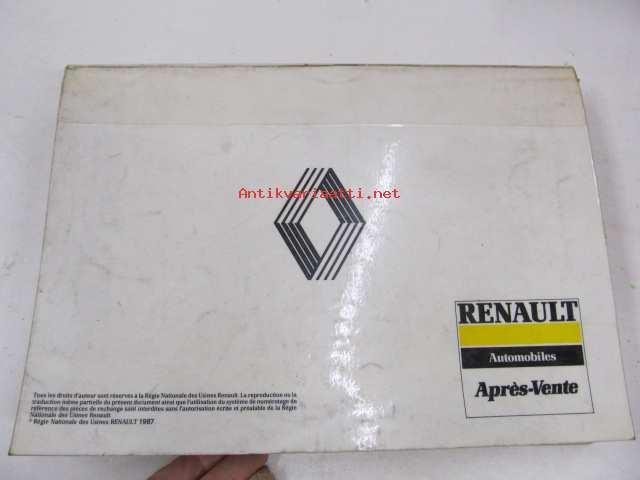 Antikvariaatti.net
RENAULT
Automobiles
Après-Vente
Tous les droits d'auteur sont réservés à la Régie Nationale des Usines Renault. La reproduction ou la
traduction même partielle du présent document ainsi que l'utilisation du système de numérotage de
référence des pièces de rechange sont interdites sans l'autorisation écrite et préalable de la Régie
Nationale des Usines Renault.
© Régie Nationale des Usines RENAULT 1987